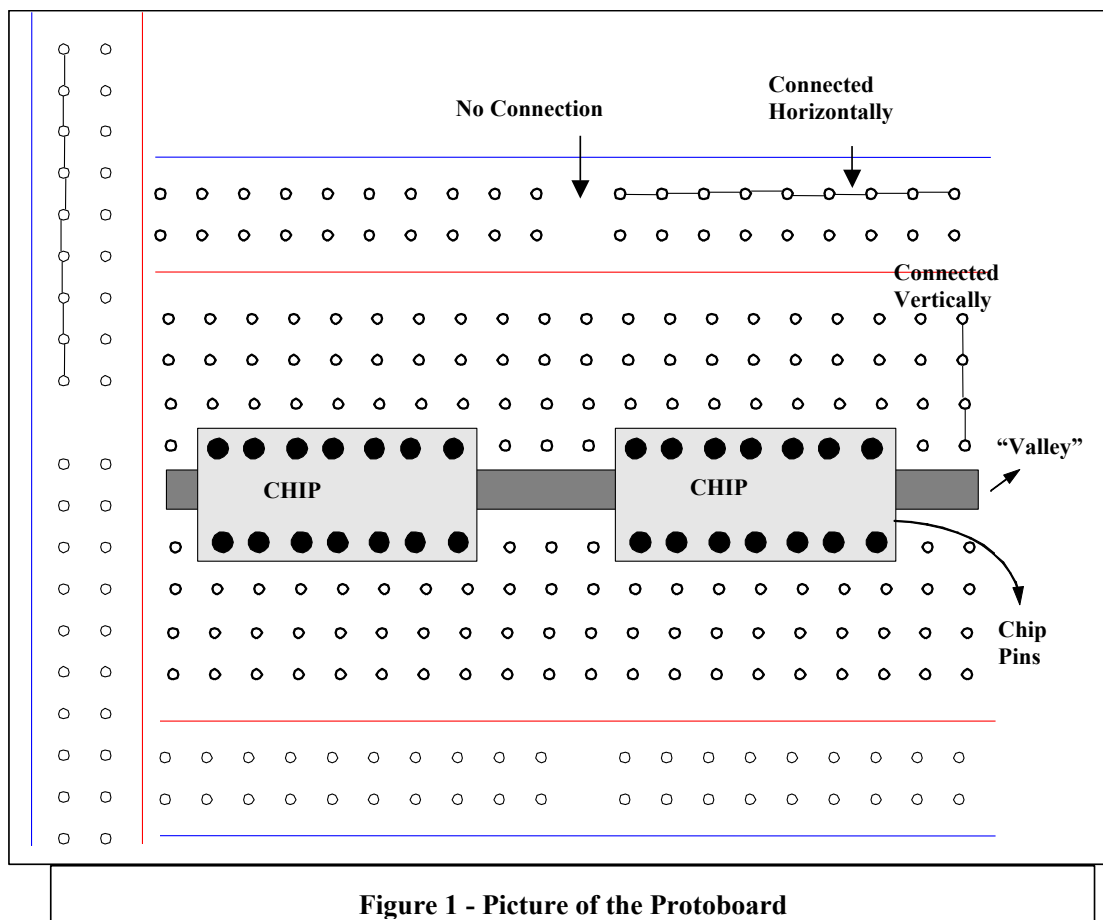 No Connection
Connected
Horizontally
Connected
Vertically
“Valley”
CHIP
CHIP
Chip
Pins
Figure 1 - Picture of the Protoboard